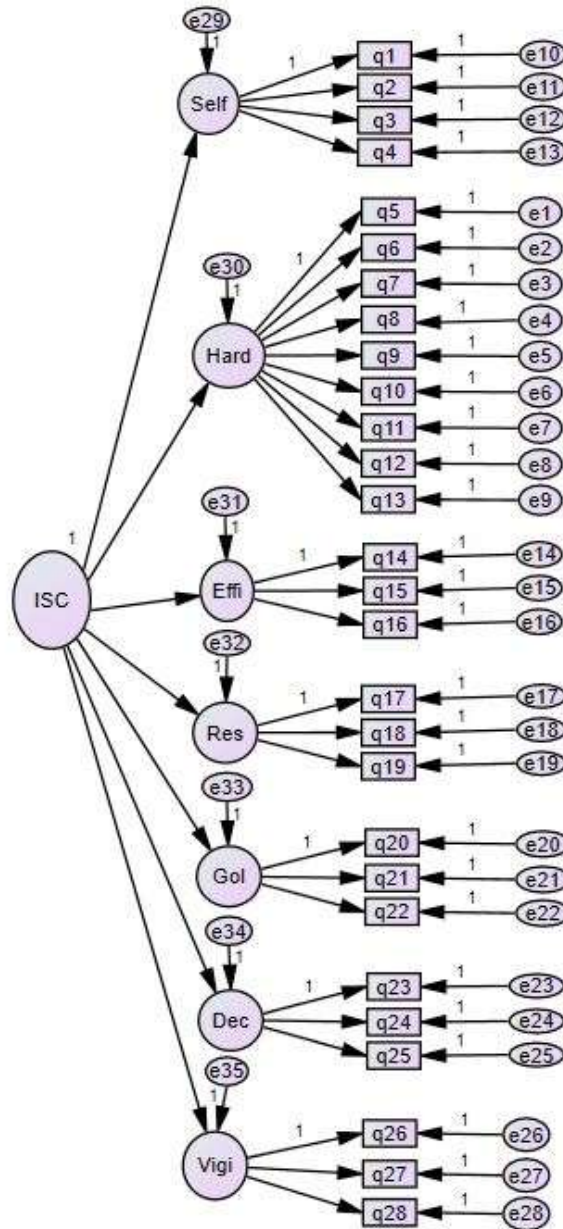 e29
1
Self
1 q1 1 e10
q2 1 e11
q3 1 e12
q4 1 e13
e30
1
Hard
1 q5 1 e1
q6 1 e2
q7 1 e3
q8 1 e4
q9 1 e5
q10 1 e6
q11 1 e7
q12 1 e8
q13 1 e9
1
ISC
e31
1
Effi
1 q14 1 e14
q15 1 e15
q16 1 e16
e32
1
Res
1 q17 1 e17
q18 1 e18
q19 1 e19
e33
1
Gol
1 q20 1 e20
q21 1 e21
q22 1 e22
e34
1
Dec
1 q23 1 e23
q24 1 e24
q25 1 e25
e35
1
Vigi
1 q26 1 e26
q27 1 e27
q28 1 e28